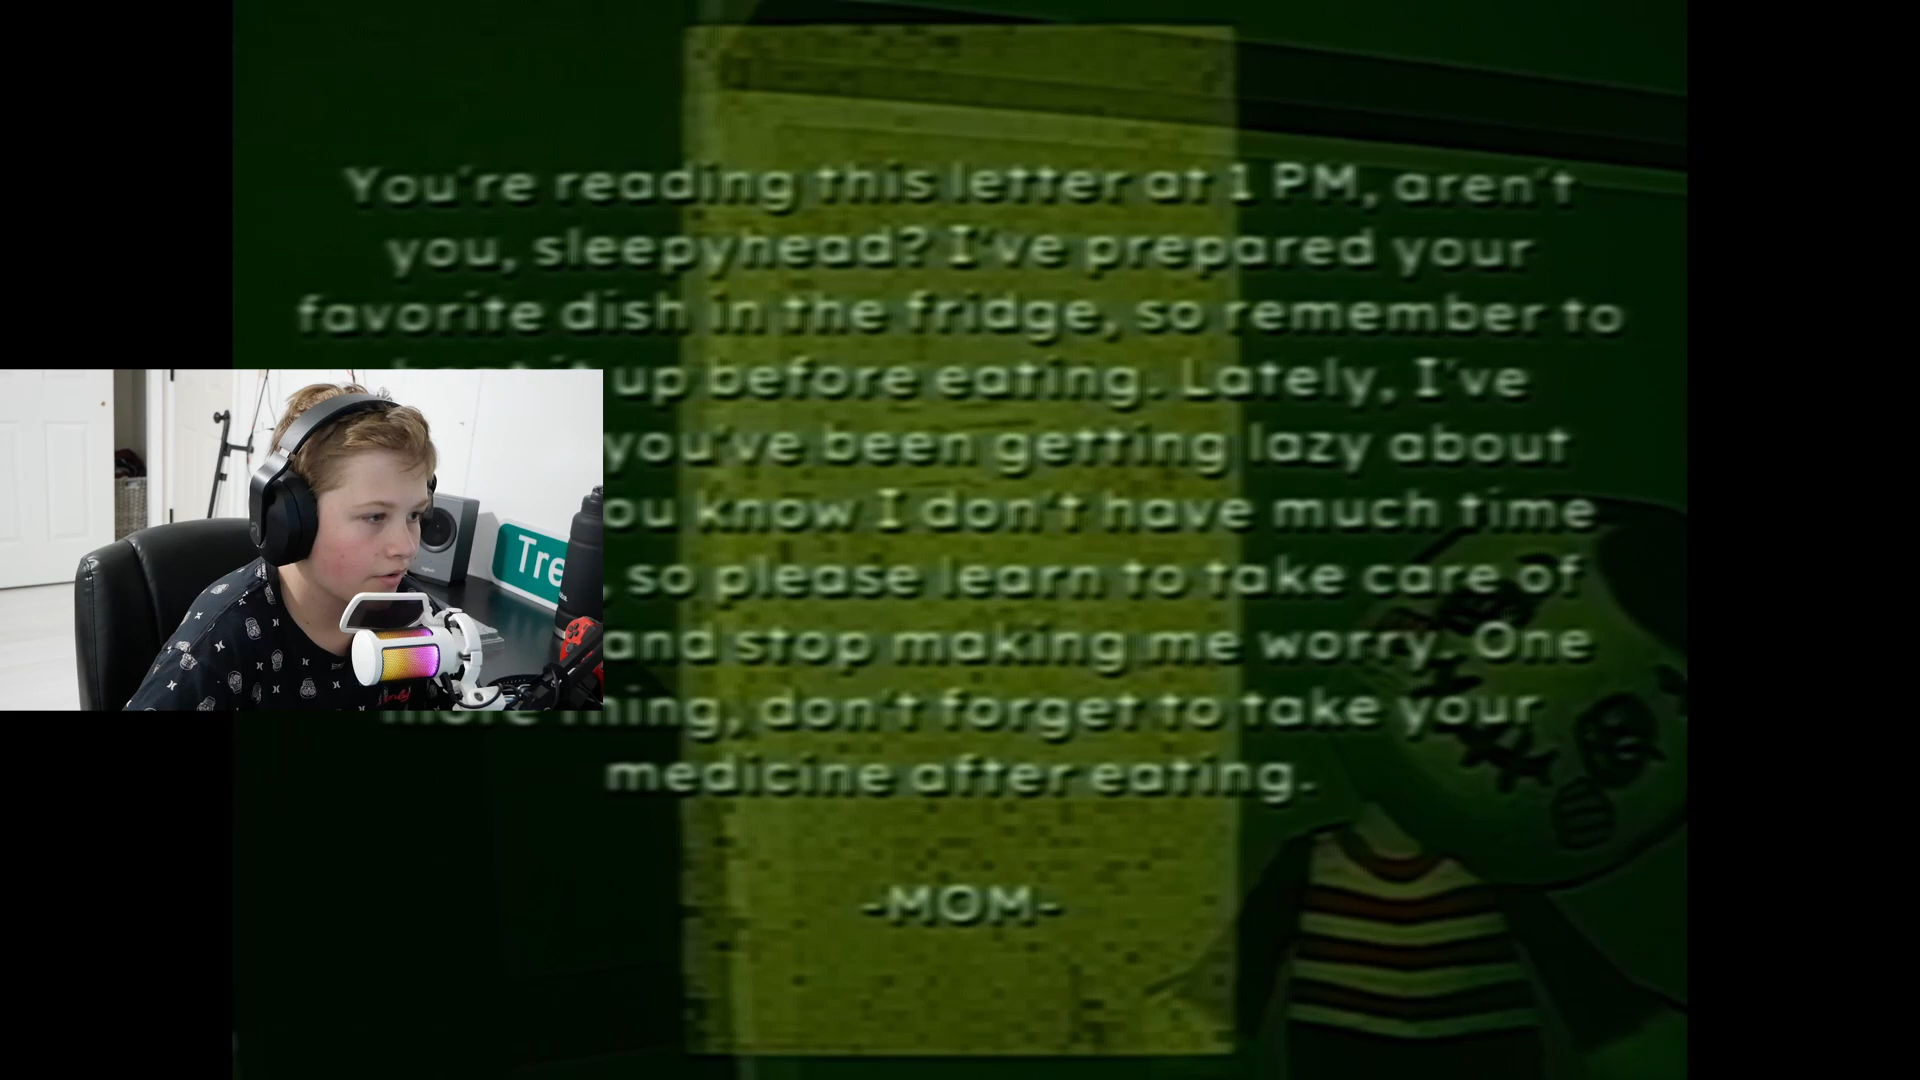 You're reading this letter at 1 PM, aren't
you, sleepyhead? I've prepared your
favorite dish in the fridge, so remember to
up before eating. Lately, I've
you've been getting lazy about
you know I don't have much time
, so please learn to take care of
and stop making me worry. One
more thing, don't forget to take your
medicine after eating.
-MOM-
Tre